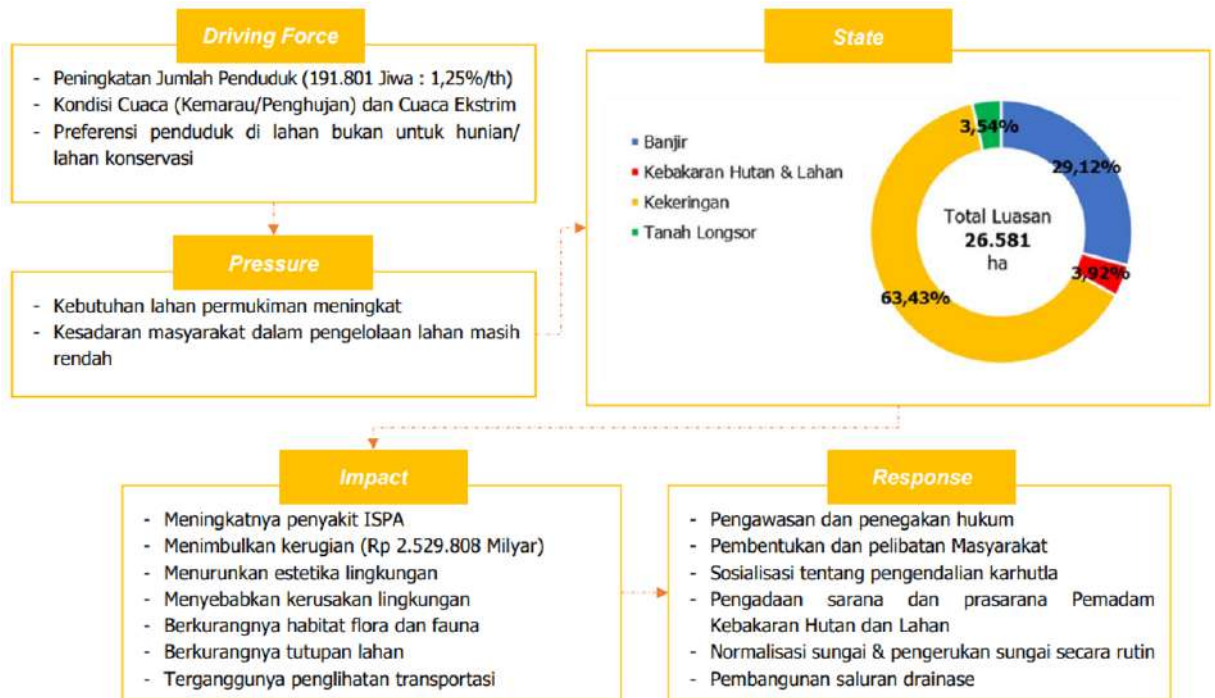 Driving Force
- Peningkatan Jumlah Penduduk (191.801 Jiwa : 1,25%/th)
- Kondisi Cuaca (Kemarau/Penghujan) dan Cuaca Ekstrim
- Preferensi penduduk di lahan bukan untuk hunian/
lahan konservasi
Pressure
- Kebutuhan lahan permukiman meningkat
- Kesadaran masyarakat dalam pengelolaan lahan masih
rendah
State
Banjir
Kebakaran Hutan & Lahan
Kekeringan
Tanah Longsor
3,54%
29,12%
3,92%
63,43%
Total Luasan
26.581
ha
Impact
- Meningkatnya penyakit ISPA
- Menimbulkan kerugian (Rp 2.529.808 Milyar)
- Menurunkan estetika lingkungan
- Menyebabkan kerusakan lingkungan
- Berkurangnya habitat flora dan fauna
- Berkurangnya tutupan lahan
- Terganggunya penglihatan transportasi
Response
- Pengawasan dan penegakan hukum
- Pembentukan dan pelibatan Masyarakat
- Sosialisasi tentang pengendalian karhutla
- Pengadaan sarana dan prasarana Pemadam
Kebakaran Hutan dan Lahan
- Normalisasi sungai & pengerukan sungai secara rutin
- Pembangunan saluran drainase